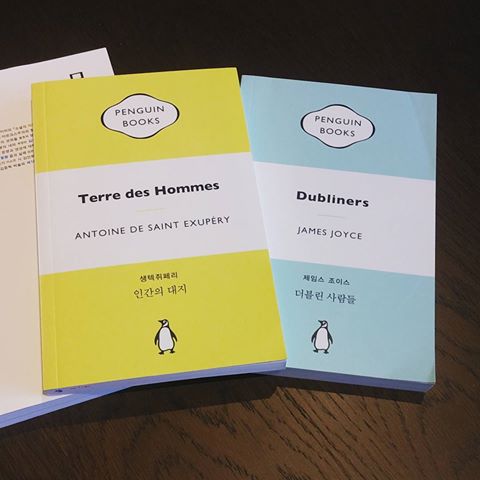 PENGUIN
BOOKS
Terre des Hommes
ANTOINE DE SAINT EXUPÉRY
생텍쥐페리
인간의 대지
PENGUIN
BOOKS
Dubliners
JAMES JOYCE
제임스 조이스
더블린 사람들